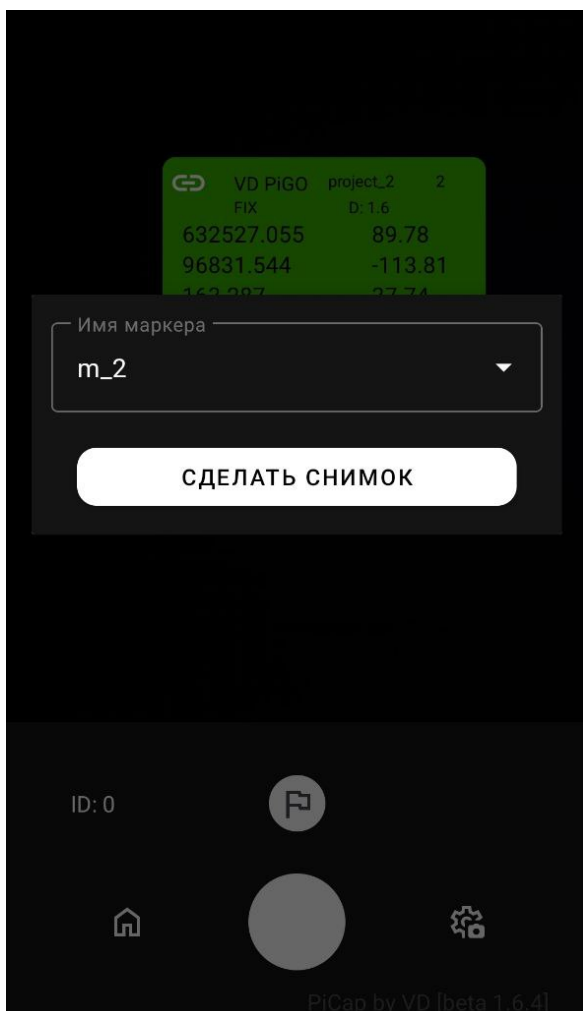 VD PiGO project_2 2
FIX D: 1.6
632527.055 89.78
96831.544 -113.81
Имя маркера
m_2
СДЕЛАТЬ СНИМОК
ID: 0
PiCap by VD [beta 1.6.4]